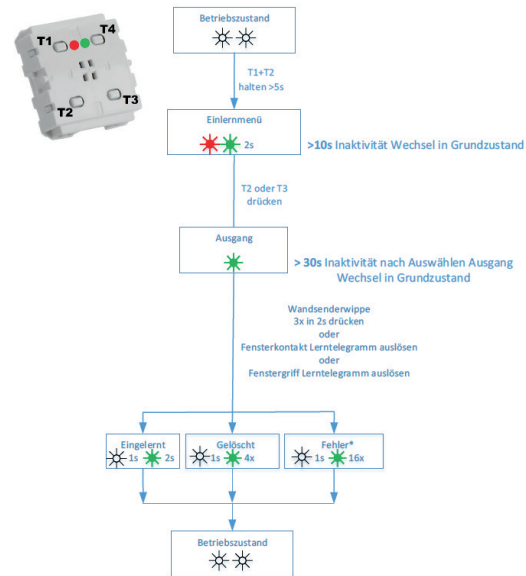 T1
T4
T2
T3
Betriebszustand
T1+T2
halten >5s
Einlernmenü
2s
>10s Inaktivität Wechsel in Grundzustand
T2 oder T3
drücken
Ausgang
> 30s Inaktivität nach Auswählen Ausgang
Wechsel in Grundzustand
Wandsenderwippe
3x in 2s drücken
oder
Fensterkontakt Lerntelegramm auslösen
oder
Fenstergriff Lerntelegramm auslösen
Eingelernt
1s 2s
Gelöscht
1s 4x
Fehler*
1s 16x
Betriebszustand